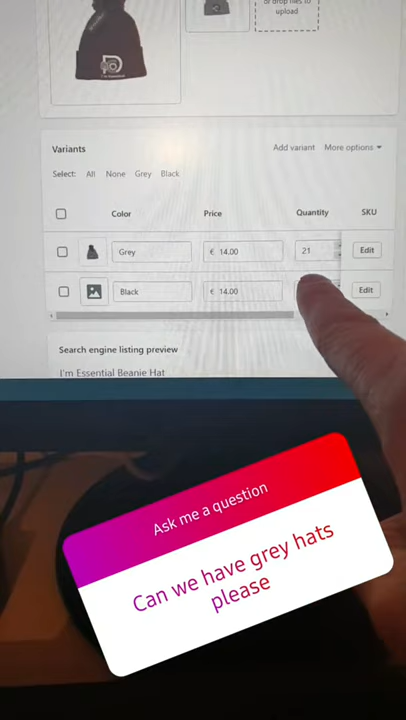 or drop files to
upload
Variants
Add variant More options
Select: All None Grey Black
Color Price Quantity SKU
Grey € 14.00 21 Edit
Black € 14.00 Edit
Search engine listing preview
I'm Essential Beanie Hat
Ask me a question
Can we have grey hats
please